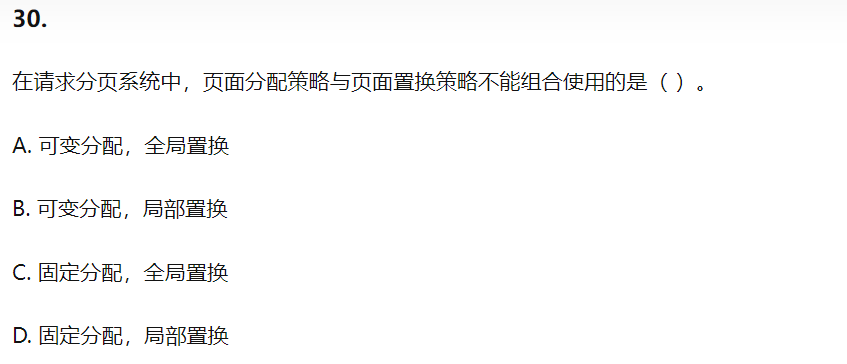 30.
在请求分页系统中，页面分配策略与页面置换策略不能组合使用的是（ ）。
A. 可变分配，全局置换
B. 可变分配，局部置换
C. 固定分配，全局置换
D. 固定分配，局部置换